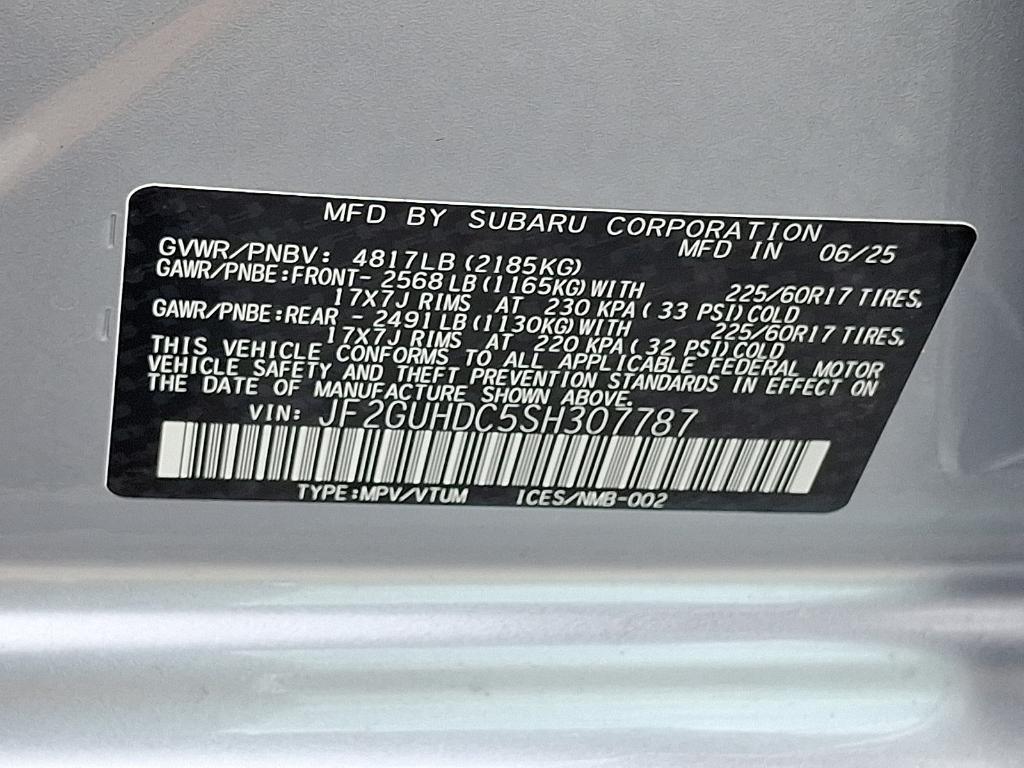 MFD BY SUBARU CORPORATION
MFD IN 06/25
GVWR/PNBV: 4817LB (2185KG)
GAWR/PNBE:FRONT- 2568LB (1165KG) WITH 225/60R17 TIRES,
17X7J RIMS AT 230 KPA ( 33 PSI) COLD
GAWR/PNBE:REAR - 2491LB (1130KG) WITH 225/60R17 TIRES,
17X7J RIMS AT 220 KPA ( 32 PSI) COLD
THIS VEHICLE CONFORMS TO ALL APPLICABLE FEDERAL MOTOR
VEHICLE SAFETY AND THEFT PREVENTION STANDARDS IN EFFECT ON
THE DATE OF MANUFACTURE SHOWN ABOVE.
VIN: JF2GUHDC5SH307787
TYPE:MPV/VTUM ICES/NMB-002